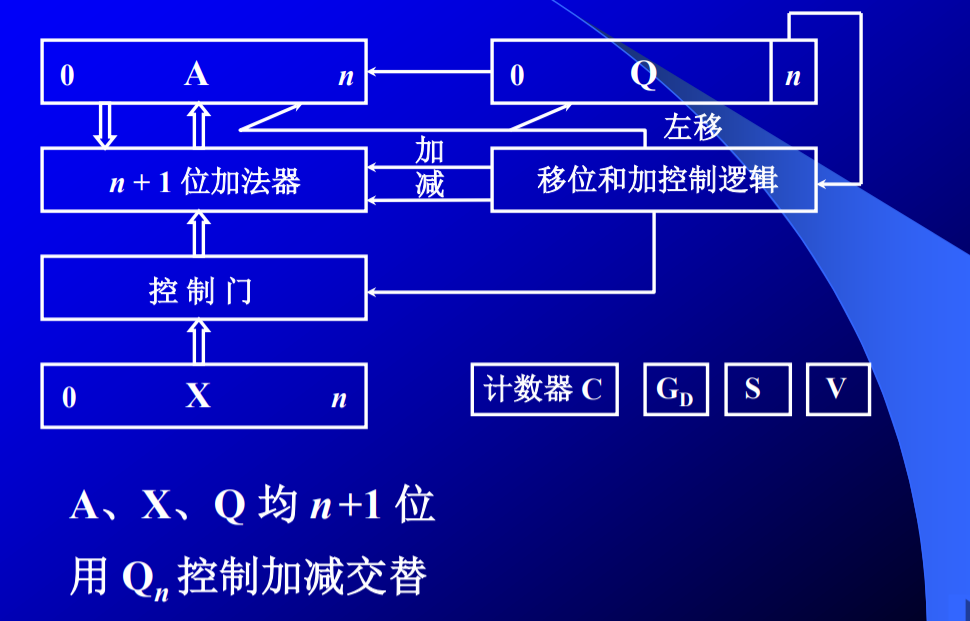 0 A n
0 Q n
左移
加
n + 1 位加法器
减
移位和加控制逻辑
控 制 门
0 X n
计数器 C
G_D
S
V
A、X、Q 均 n+1 位
用 Q_n 控制加减交替